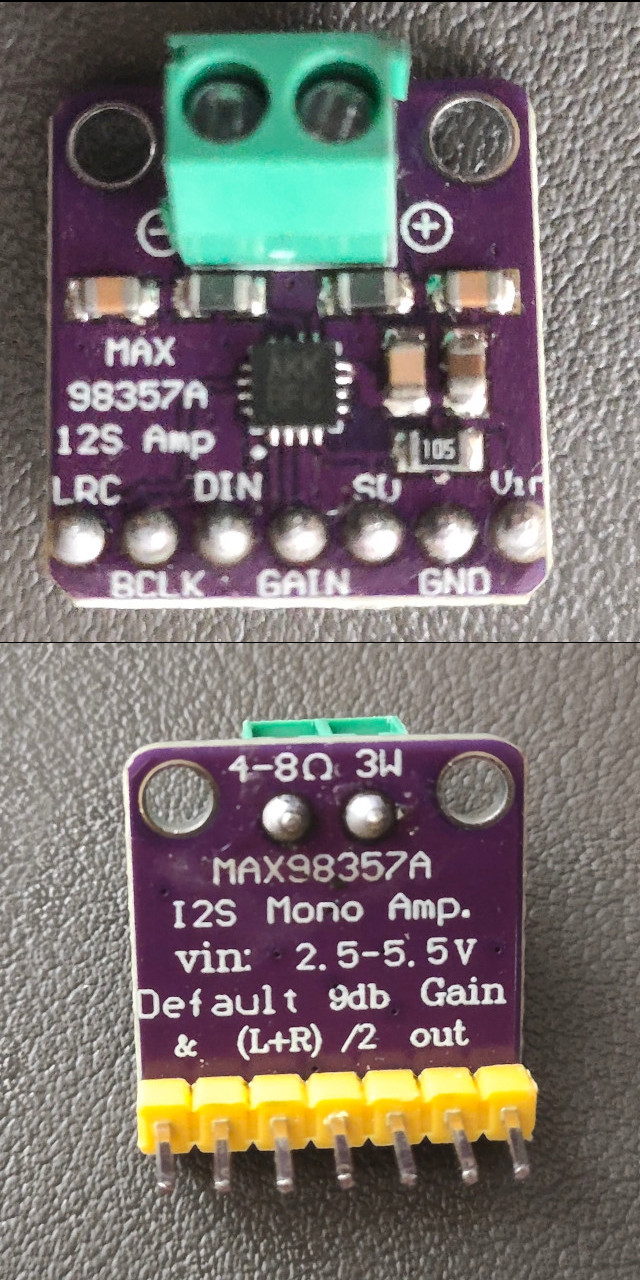 MAX
98357A
I2S Amp
LRC DIN SD Vin
BCLK GAIN GND
105
4-8Ω 3W
MAX98357A
I2S Mono Amp.
vin: 2.5-5.5V
Default 9db Gain
& (L+R) /2 out